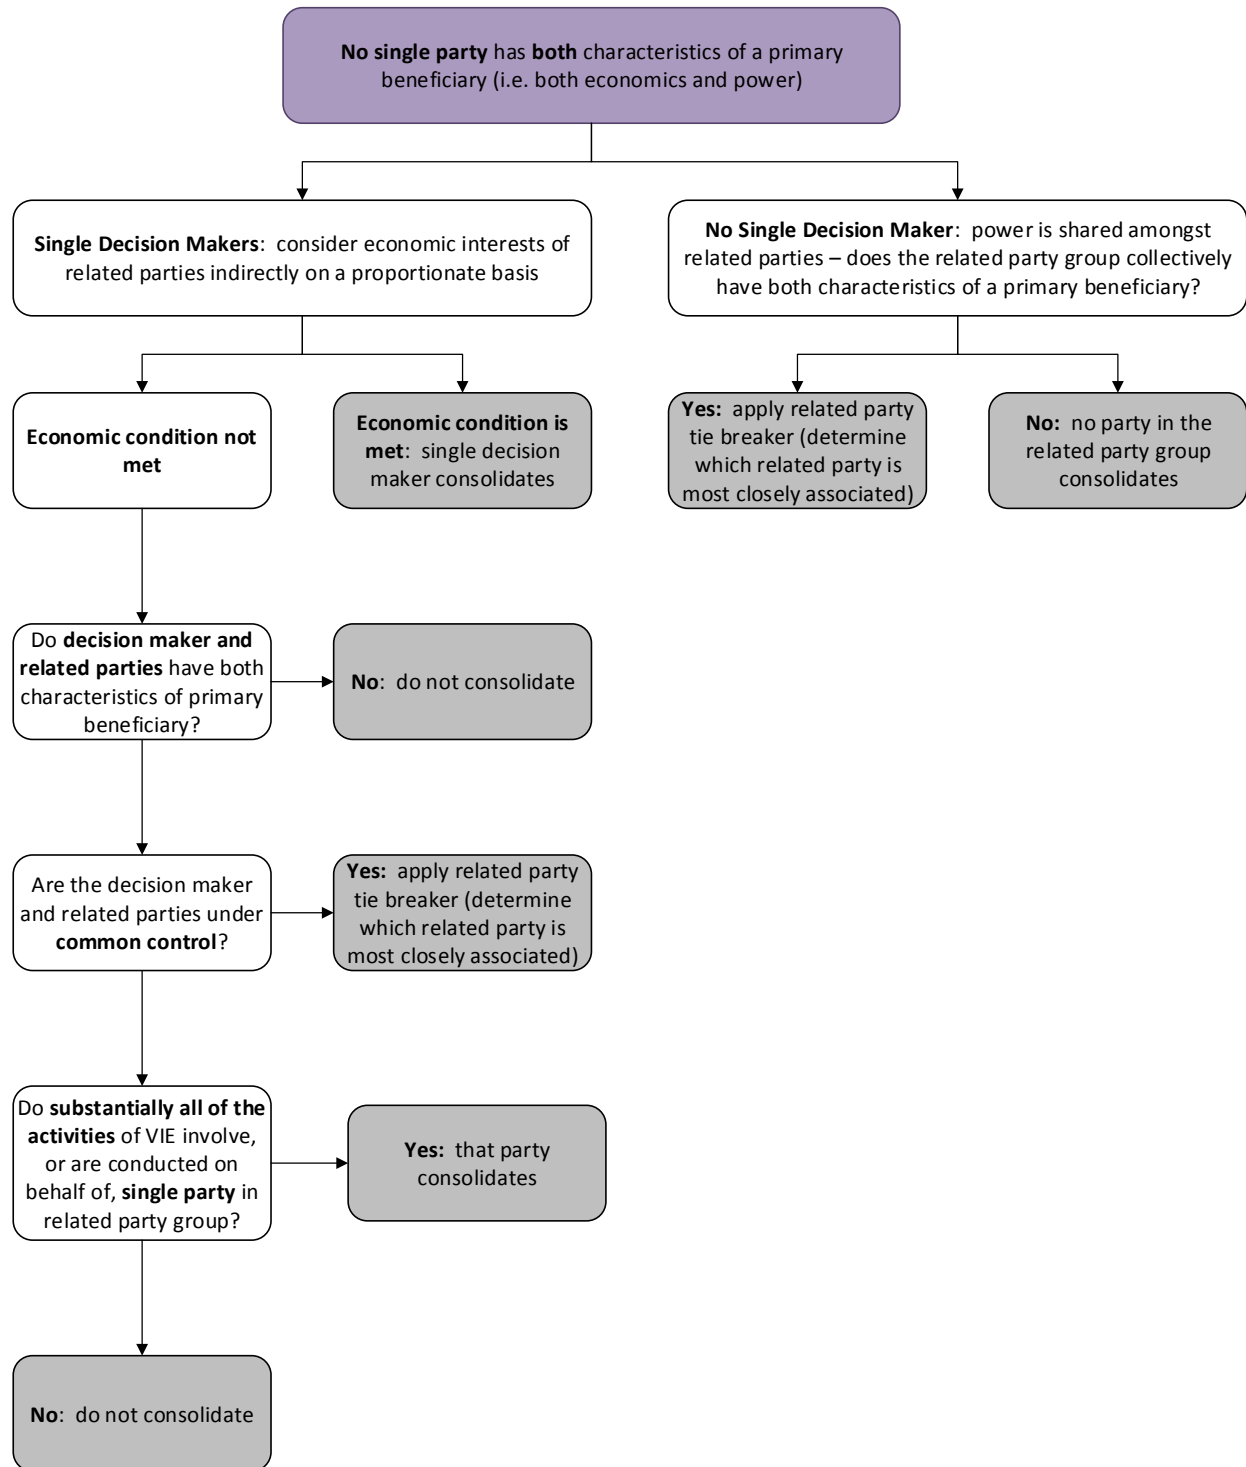 No single party has both characteristics of a primary
beneficiary (i.e. both economics and power)
Single Decision Makers:  consider economic interests of
related parties indirectly on a proportionate basis
No Single Decision Maker:  power is shared amongst
related parties – does the related party group collectively
have both characteristics of a primary beneficiary?
Economic condition not
met
Economic condition is
met:  single decision
maker consolidates
Yes:  apply related party
tie breaker (determine
which related party is
most closely associated)
No:  no party in the
related party group
consolidates
Do decision maker and
related parties have both
characteristics of primary
beneficiary?
No:  do not consolidate
Are the decision maker
and related parties under
common control?
Yes:  apply related party
tie breaker (determine
which related party is
most closely associated)
Do substantially all of the
activities of VIE involve,
or are conducted on
behalf of, single party in
related party group?
Yes:  that party
consolidates
No:  do not consolidate